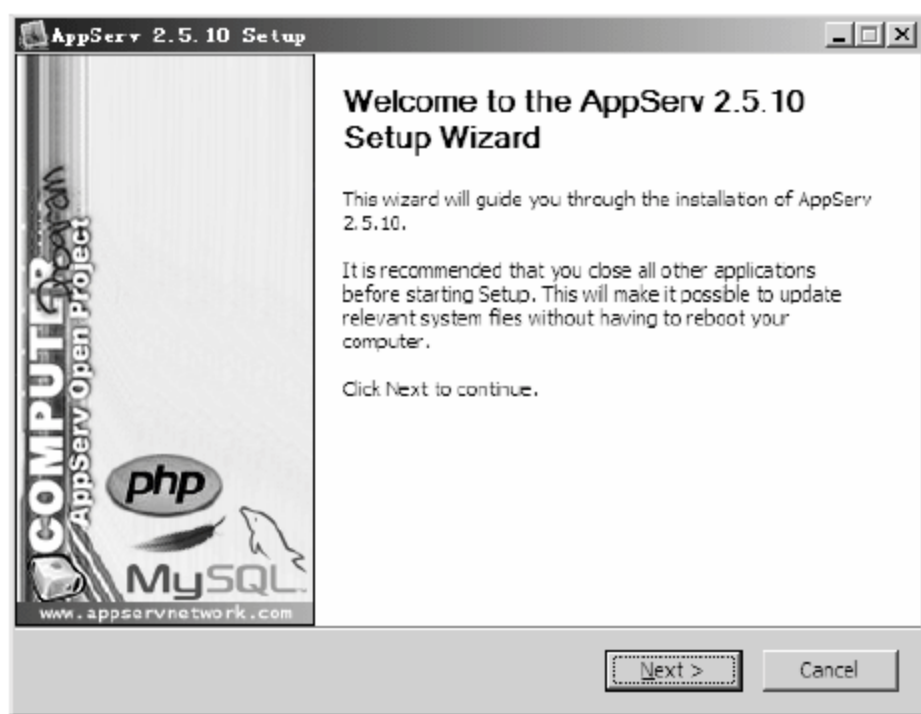 AppServ 2.5.10 Setup
Welcome to the AppServ 2.5.10
Setup Wizard
This wizard will guide you through the installation of AppServ
2.5.10.
It is recommended that you close all other applications
before starting Setup. This will make it possible to update
relevant system files without having to reboot your
computer.
Click Next to continue.
COMPUTER
Program
AppServ Open Project
php
MySQL
www.appservnetwork.com
Next >
Cancel